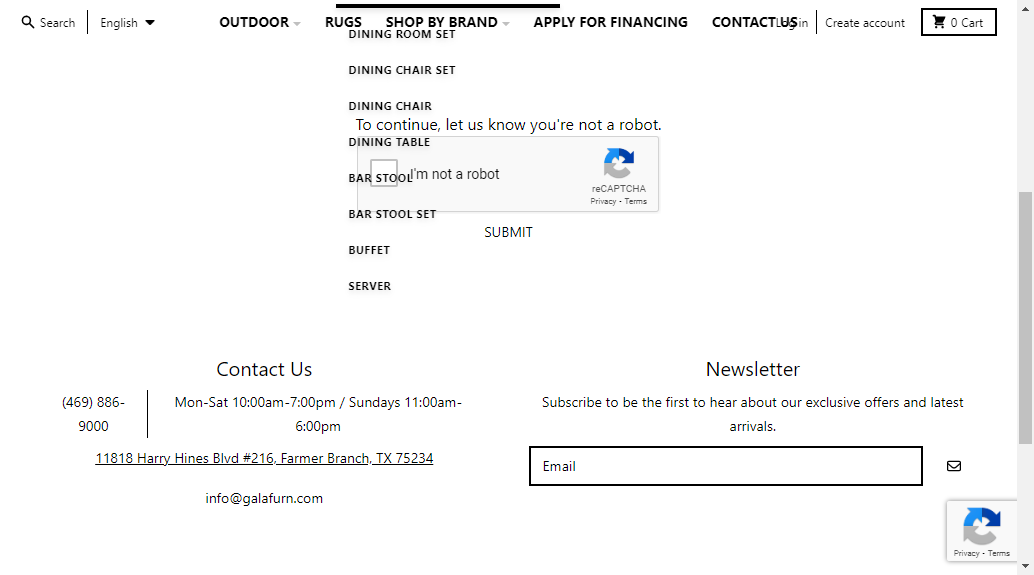 Search
English
OUTDOOR
RUGS
SHOP BY BRAND
APPLY FOR FINANCING
CONTACT US
Log in
Create account
0 Cart
DINING ROOM SET
DINING CHAIR SET
DINING CHAIR
To continue, let us know you're not a robot.
DINING TABLE
BAR STOOL
I'm not a robot
reCAPTCHA
Privacy - Terms
BAR STOOL SET
SUBMIT
BUFFET
SERVER
Contact Us
(469) 886-
9000
Mon-Sat 10:00am-7:00pm / Sundays 11:00am-
6:00pm
11818 Harry Hines Blvd #216, Farmer Branch, TX 75234
info@galafurn.com
Newsletter
Subscribe to be the first to hear about our exclusive offers and latest
arrivals.
Email
Privacy - Terms